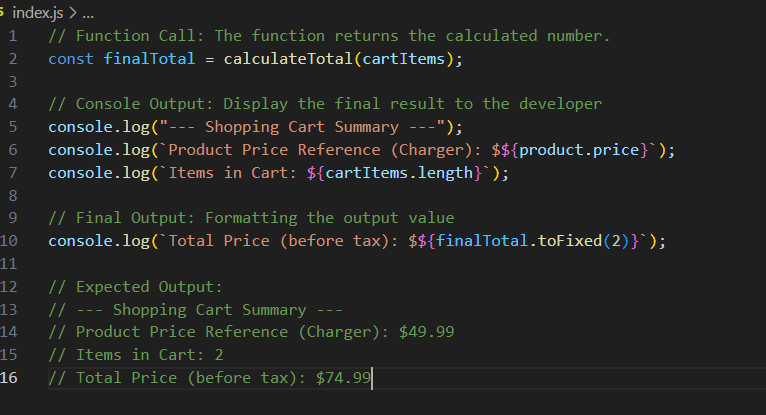 index.js > ...
1 // Function Call: The function returns the calculated number.
2 const finalTotal = calculateTotal(cartItems);
3
4 // Console Output: Display the final result to the developer
5 console.log("--- Shopping Cart Summary ---");
6 console.log(`Product Price Reference (Charger): $${product.price}`);
7 console.log(`Items in Cart: ${cartItems.length}`);
8
9 // Final Output: Formatting the output value
10 console.log(`Total Price (before tax): $${finalTotal.toFixed(2)}`);
11
12 // Expected Output:
13 // --- Shopping Cart Summary ---
14 // Product Price Reference (Charger): $49.99
15 // Items in Cart: 2
16 // Total Price (before tax): $74.99